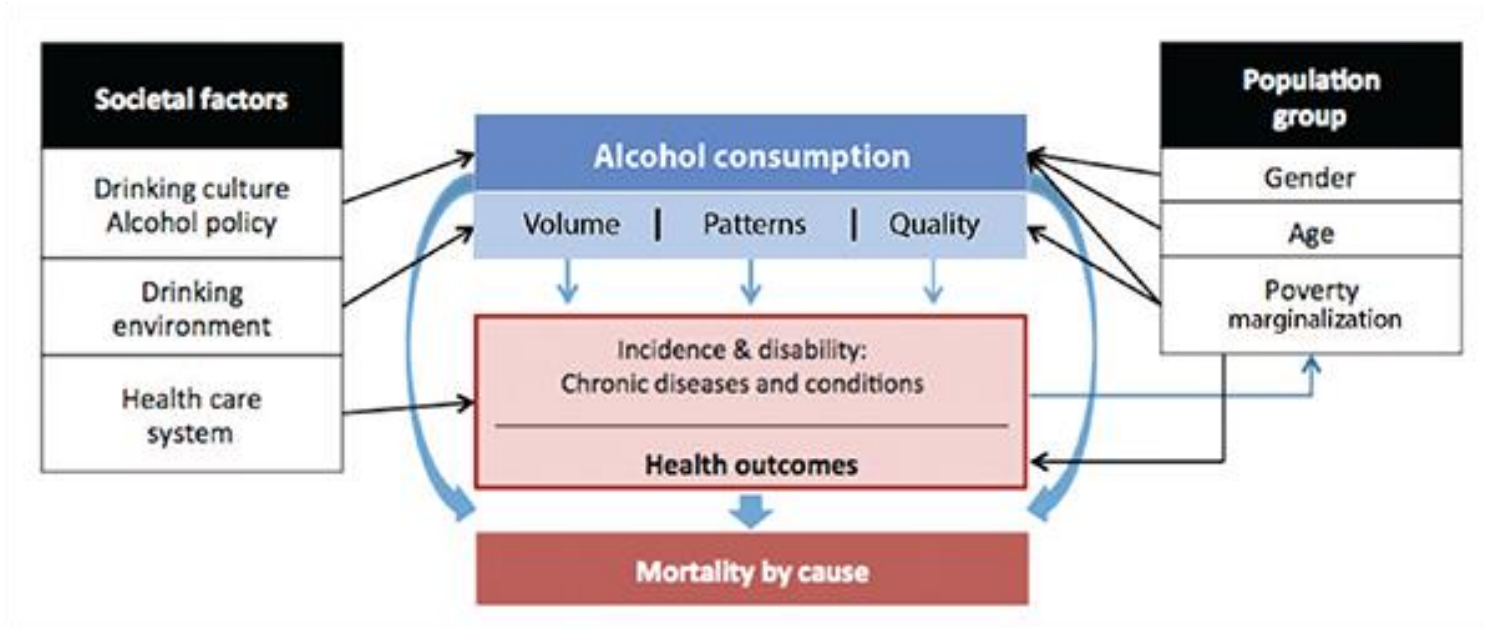 Societal factors
Drinking culture
Alcohol policy
Drinking
environment
Health care
system
Alcohol consumption
Volume | Patterns | Quality
Incidence & disability:
Chronic diseases and conditions
Health outcomes
Mortality by cause
Population
group
Gender
Age
Poverty
marginalization